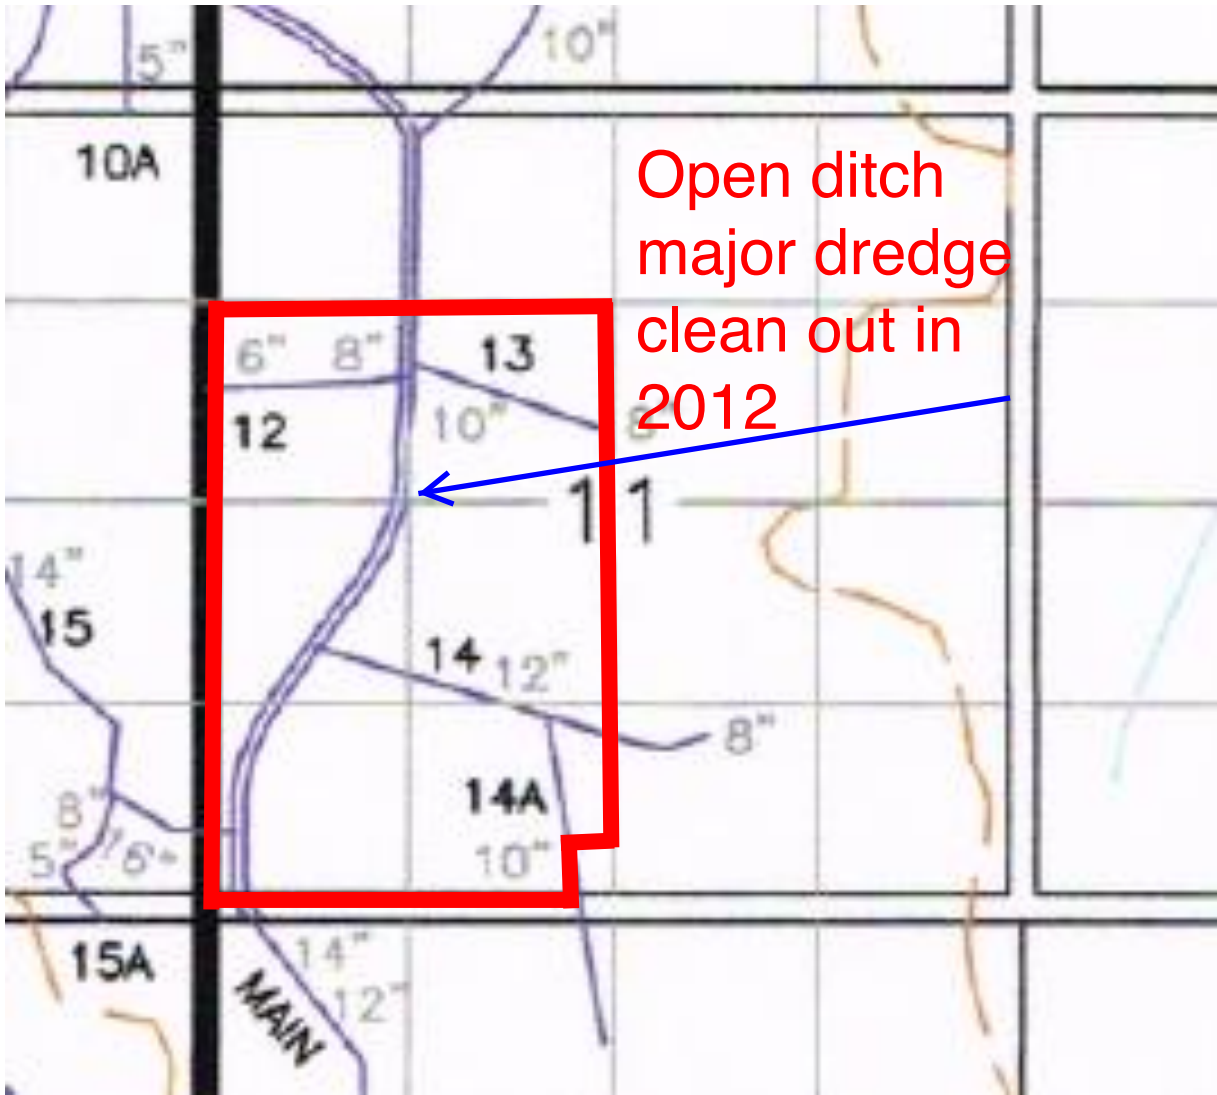 10"
5"
10A
Open ditch
major dredge
clean out in
2012
6" 8" 13
12 10" 8"
11
14"
15
14 12"
8"
14A
8"
5" 6" 10"
15A 14"
12"
MAIN